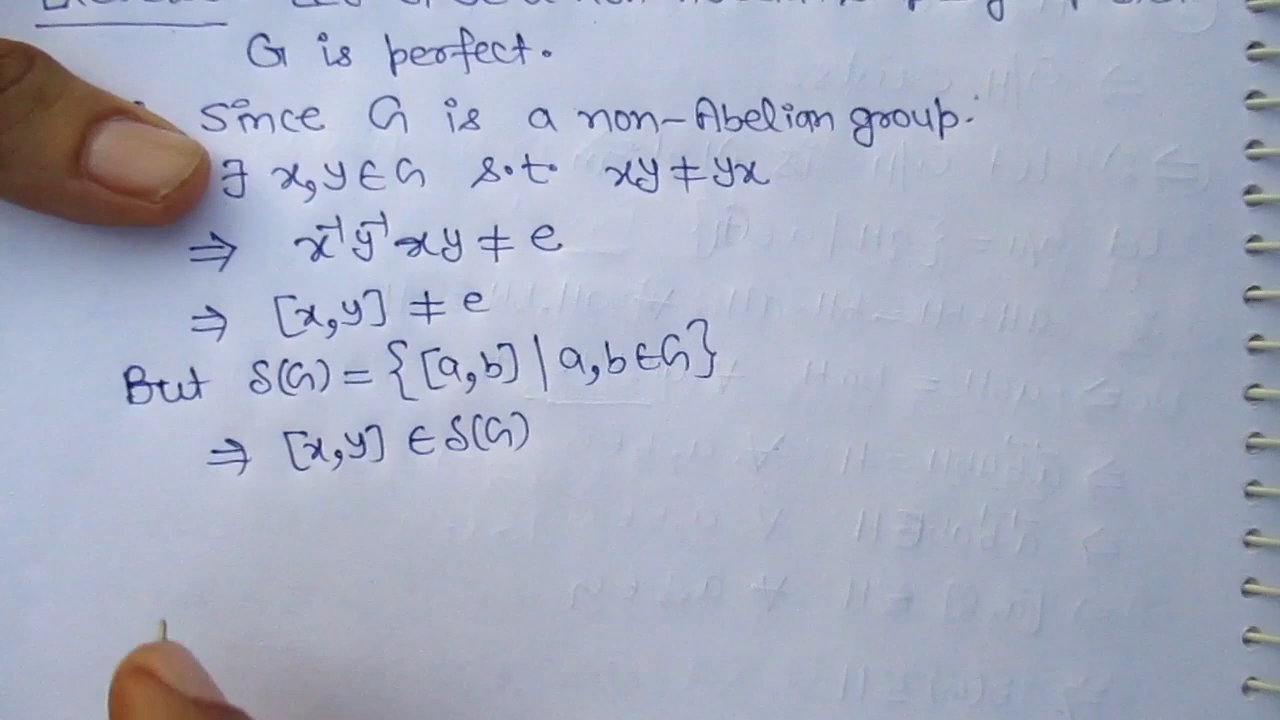 G is perfect.
Since G is a non-Abelian group.
∃ x,y∈G s.t. xy≠yx
⇒ x⁻¹y⁻¹xy ≠ e
⇒ [x,y] ≠ e
But δ(G) = {[a,b] | a,b∈G}
⇒ [x,y] ∈ δ(G)